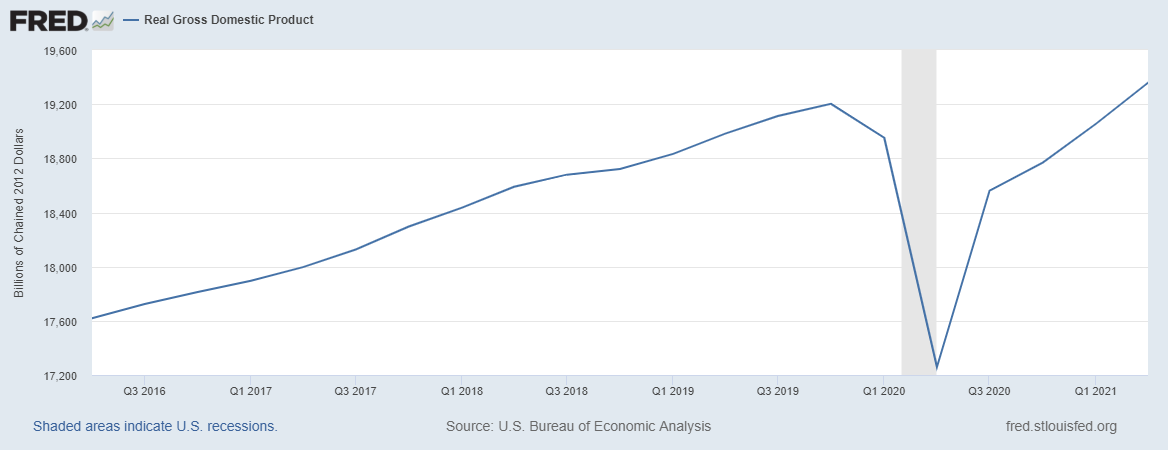 FRED
Real Gross Domestic Product
19,600
19,200
18,800
18,400
18,000
17,600
17,200
Billions of Chained 2012 Dollars
Q3 2016 Q1 2017 Q3 2017 Q1 2018 Q3 2018 Q1 2019 Q3 2019 Q1 2020 Q3 2020 Q1 2021
Shaded areas indicate U.S. recessions. Source: U.S. Bureau of Economic Analysis fred.stlouisfed.org